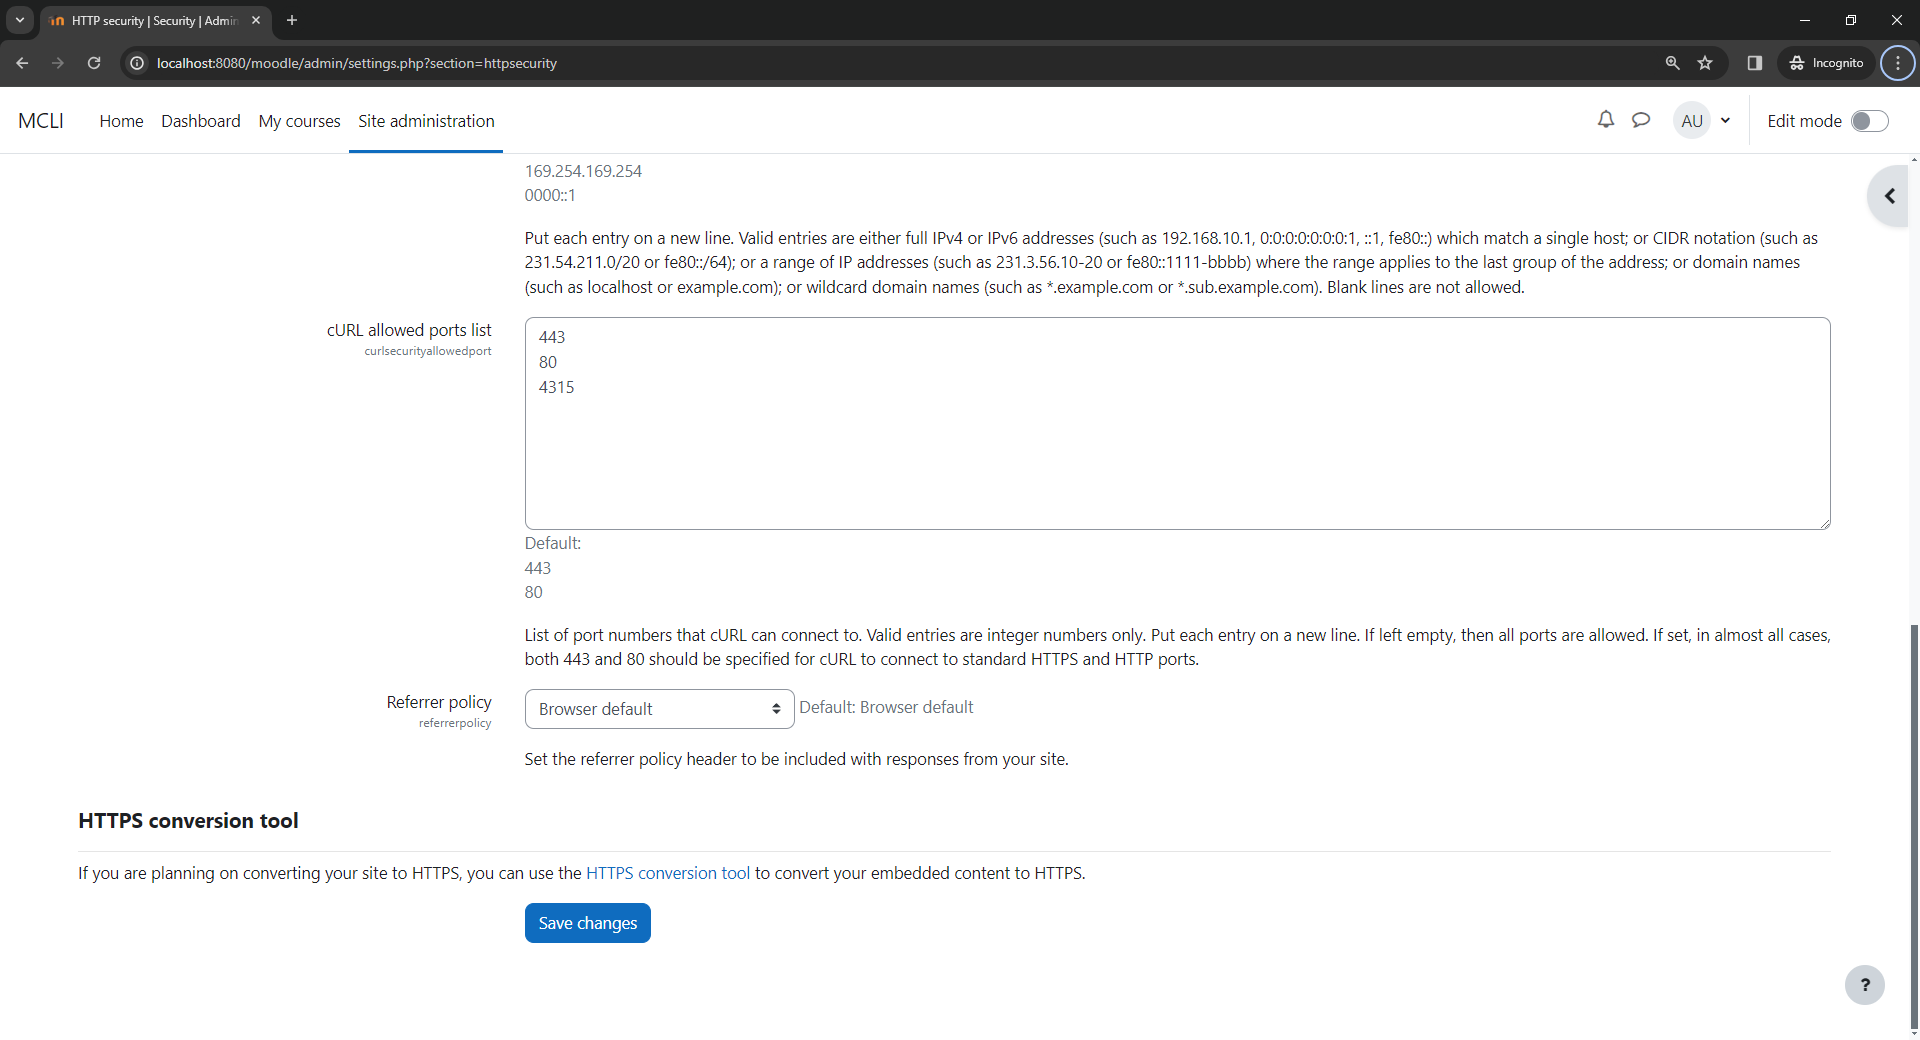 HTTP security | Security | Admin
localhost:8080/moodle/admin/settings.php?section=httpsecurity
Incognito
MCLI
Home
Dashboard
My courses
Site administration
AU
Edit mode
169.254.169.254
0000::1
Put each entry on a new line. Valid entries are either full IPv4 or IPv6 addresses (such as 192.168.10.1, 0:0:0:0:0:0:0:1, ::1, fe80::) which match a single host; or CIDR notation (such as
231.54.211.0/20 or fe80::/64); or a range of IP addresses (such as 231.3.56.10-20 or fe80::1111-bbbb) where the range applies to the last group of the address; or domain names
(such as localhost or example.com); or wildcard domain names (such as *.example.com or *.sub.example.com). Blank lines are not allowed.
cURL allowed ports list
curlsecurityallowedport
443
80
4315
Default:
443
80
List of port numbers that cURL can connect to. Valid entries are integer numbers only. Put each entry on a new line. If left empty, then all ports are allowed. If set, in almost all cases,
both 443 and 80 should be specified for cURL to connect to standard HTTPS and HTTP ports.
Referrer policy
referrerpolicy
Browser default
Default: Browser default
Set the referrer policy header to be included with responses from your site.
HTTPS conversion tool
If you are planning on converting your site to HTTPS, you can use the HTTPS conversion tool to convert your embedded content to HTTPS.
Save changes
?